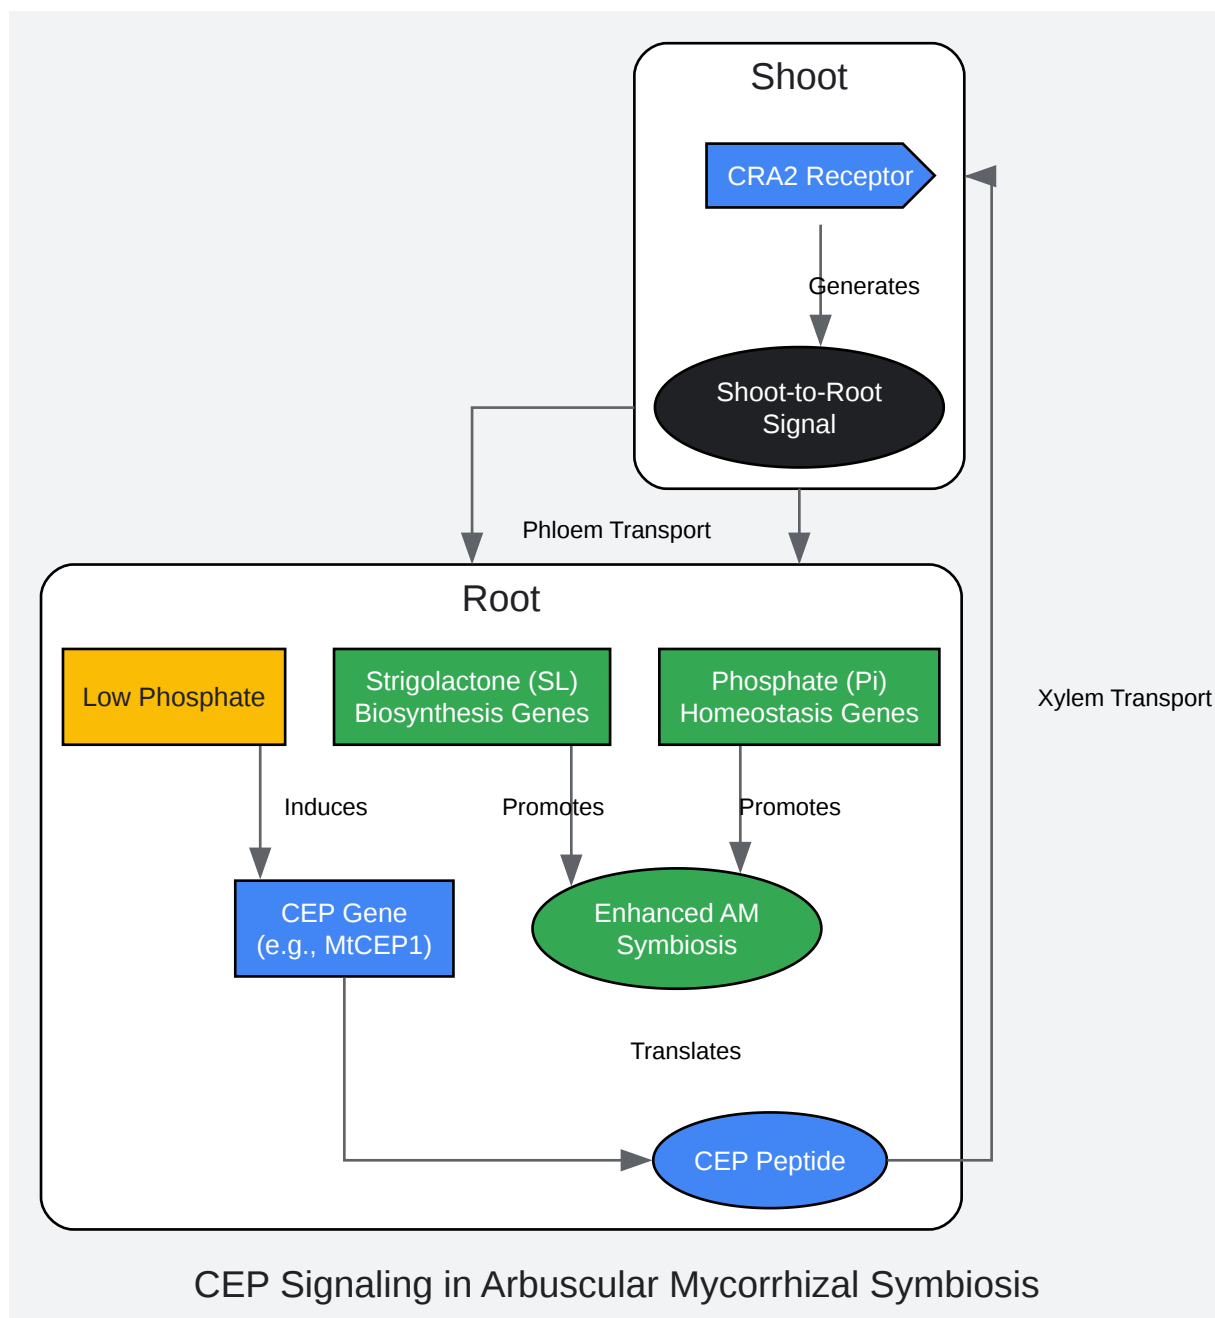 Shoot
CRA2 Receptor
Generates
Shoot-to-Root
Signal
Phloem Transport
Root
Low Phosphate
Strigolactone (SL)
Biosynthesis Genes
Phosphate (Pi)
Homeostasis Genes
Xylem Transport
Induces
Promotes
Promotes
CEP Gene
(e.g., MtCEP1)
Enhanced AM
Symbiosis
Translates
CEP Peptide
CEP Signaling in Arbuscular Mycorrhizal Symbiosis